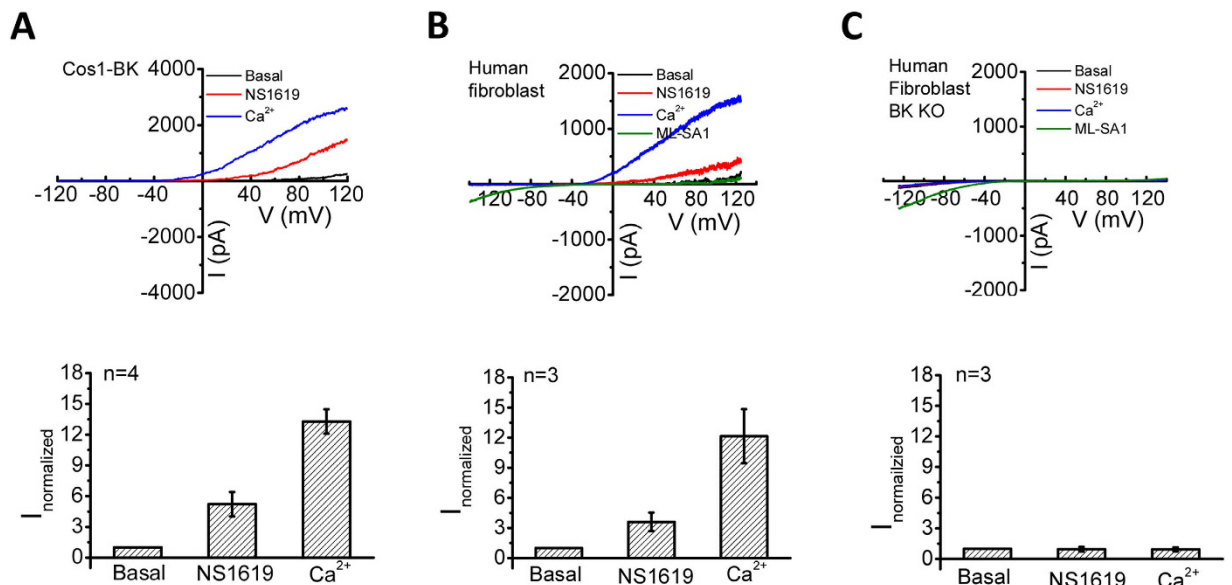 A
B
C
Cos1-BK
4000
2000
-2000
-4000
Basal
NS1619
Ca2+
-120
-80
-40
0
40
80
120
V (mV)
I (pA)
Human
fibroblast
2000
1000
-1000
-2000
Basal
NS1619
Ca2+
ML-SA1
-120
-80
-40
0
40
80
120
V (mV)
I (pA)
Human
Fibroblast
BK KO
2000
1000
-1000
-2000
Basal
NS1619
Ca2+
ML-SA1
-120
-80
-40
0
40
80
120
V (mV)
I (pA)
n=4
18
15
12
9
6
3
0
Inormalized
Basal
NS1619
Ca2+
n=3
18
15
12
9
6
3
0
Inormalized
Basal
NS1619
Ca2+
n=3
18
15
12
9
6
3
0
Inormailzied
Basal
NS1619
Ca2+